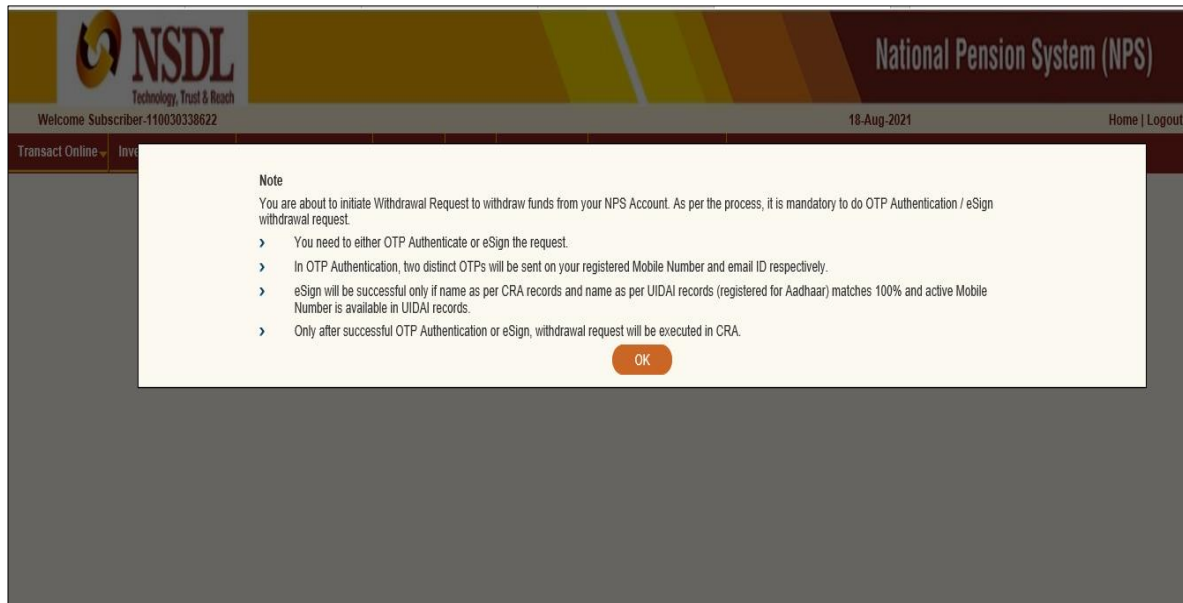 NSDL
Technology, Trust & Reach
National Pension System (NPS)
Welcome Subscriber-110030338622
18-Aug-2021
Home | Logout
Transact Online
Note
You are about to initiate Withdrawal Request to withdraw funds from your NPS Account. As per the process, it is mandatory to do OTP Authentication / eSign
withdrawal request.
› You need to either OTP Authenticate or eSign the request.
› In OTP Authentication, two distinct OTPs will be sent on your registered Mobile Number and email ID respectively.
› eSign will be successful only if name as per CRA records and name as per UIDAI records (registered for Aadhaar) matches 100% and active Mobile
Number is available in UIDAI records.
› Only after successful OTP Authentication or eSign, withdrawal request will be executed in CRA.
OK